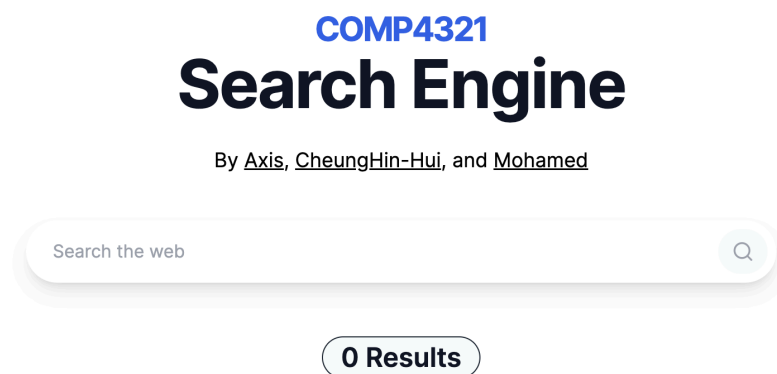 COMP4321
Search Engine
By Axis, CheungHin-Hui, and Mohamed
Search the web
0 Results